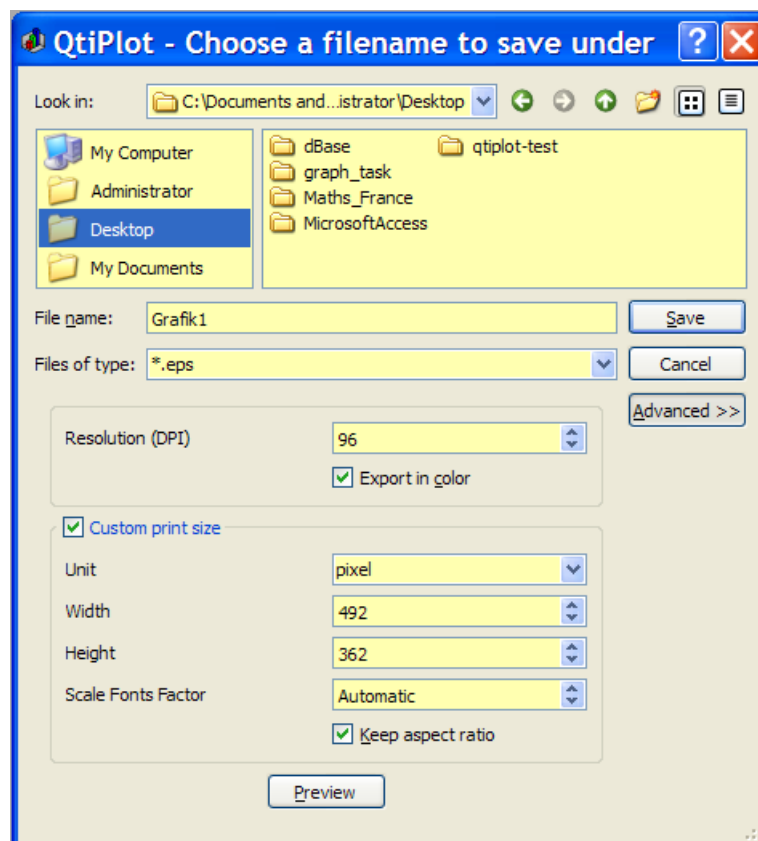 QtiPlot - Choose a filename to save under
Look in: C:\Documents and...istrator\Desktop
My Computer
Administrator
Desktop
My Documents
dBase qtiplot-test
graph_task
Maths_France
MicrosoftAccess
File name: Grafik1 Save
Files of type: *.eps Cancel
Advanced >>
Resolution (DPI) 96
Export in color
Custom print size
Unit pixel
Width 492
Height 362
Scale Fonts Factor Automatic
Keep aspect ratio
Preview